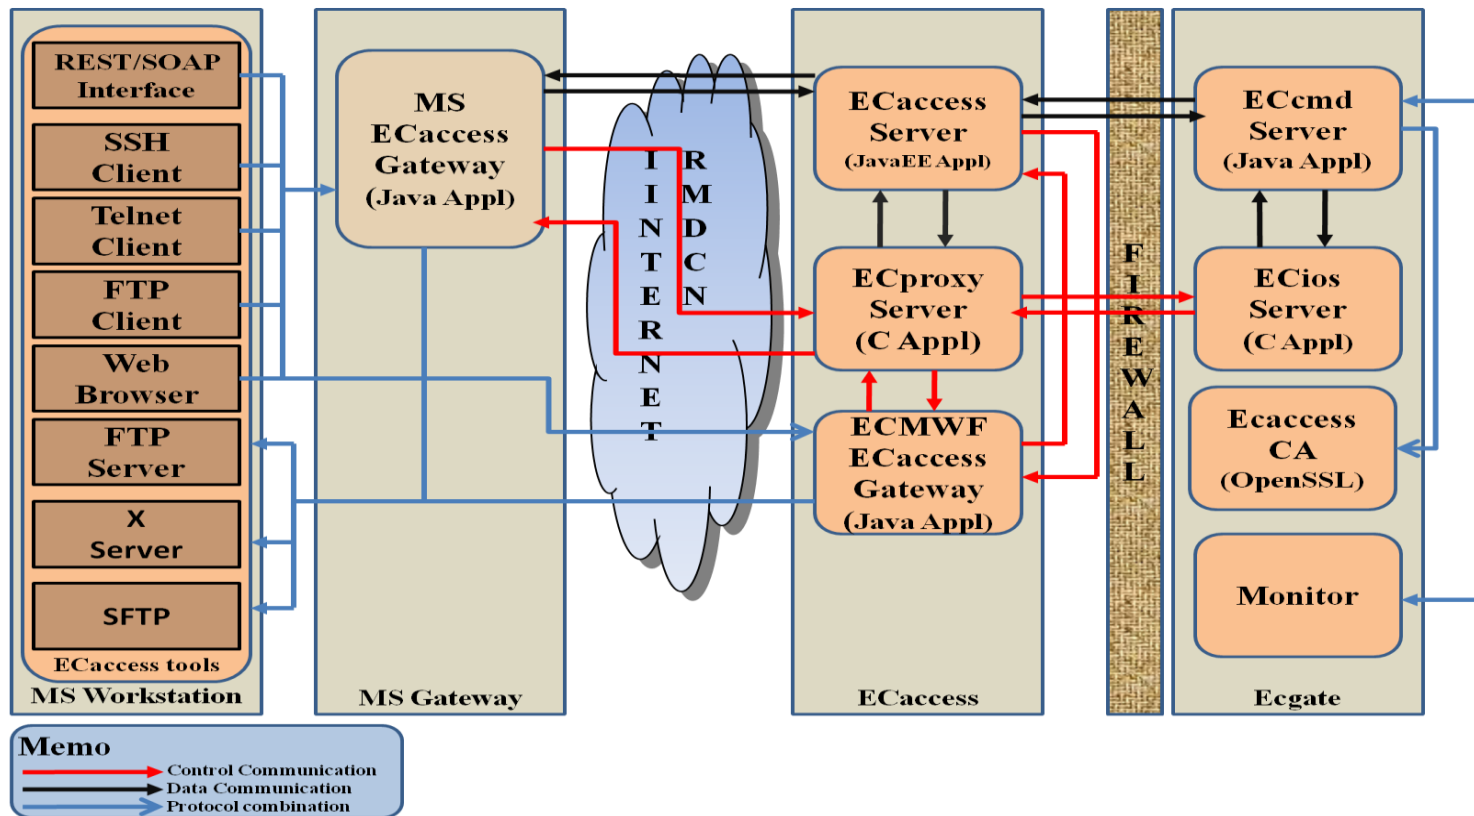 REST/SOAP
Interface
SSH
Client
Telnet
Client
FTP
Client
Web
Browser
FTP
Server
X
Server
SFTP
ECaccess tools
MS Workstation
MS
ECaccess
Gateway
(Java Appl)
MS Gateway
IINTERNET
RMDCN
ECaccess
Server
(JavaEE Appl)
ECproxy
Server
(C Appl)
ECMWF
ECaccess
Gateway
(Java Appl)
ECaccess
FIREWALL
ECcmd
Server
(Java Appl)
ECios
Server
(C Appl)
Ecaccess
CA
(OpenSSL)
Monitor
Ecgate
Memo
Control Communication
Data Communication
Protocol combination